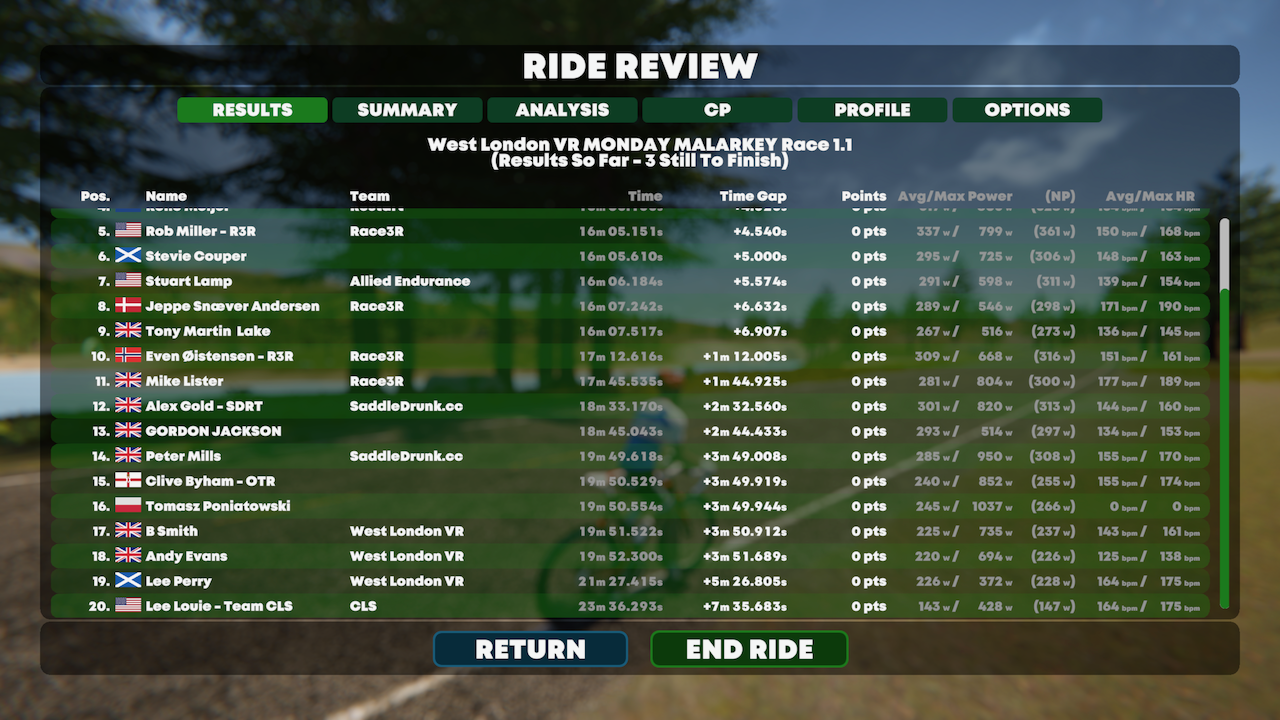 RIDE REVIEW
RESULTS SUMMARY ANALYSIS CP PROFILE OPTIONS
West London VR MONDAY MALARKEY Race 1.1
(Results So Far - 3 Still To Finish)
Pos. Name Team Time Time Gap Points Avg/Max Power (NP) Avg/Max HR
5. Rob Miller - R3R Race3R 16m 05.151s +4.540s 0 pts 337 w / 799 w (361 w) 150 bpm / 168 bpm
6. Stevie Couper 16m 05.610s +5.000s 0 pts 295 w / 725 w (306 w) 148 bpm / 163 bpm
7. Stuart Lamp Allied Endurance 16m 06.184s +5.574s 0 pts 291 w / 598 w (311 w) 139 bpm / 154 bpm
8. Jeppe Snæver Andersen Race3R 16m 07.242s +6.632s 0 pts 289 w / 546 w (298 w) 171 bpm / 190 bpm
9. Tony Martin Lake 16m 07.517s +6.907s 0 pts 267 w / 516 w (273 w) 136 bpm / 145 bpm
10. Even Øistensen - R3R Race3R 17m 12.616s +1m 12.005s 0 pts 309 w / 668 w (316 w) 151 bpm / 161 bpm
11. Mike Lister Race3R 17m 45.535s +1m 44.925s 0 pts 281 w / 804 w (300 w) 177 bpm / 189 bpm
12. Alex Gold - SDRT SaddleDrunk.cc 18m 33.170s +2m 32.560s 0 pts 301 w / 820 w (313 w) 144 bpm / 160 bpm
13. GORDON JACKSON 18m 45.043s +2m 44.433s 0 pts 293 w / 514 w (297 w) 134 bpm / 153 bpm
14. Peter Mills SaddleDrunk.cc 19m 49.618s +3m 49.008s 0 pts 285 w / 950 w (308 w) 155 bpm / 170 bpm
15. Clive Byham - OTR 19m 50.529s +3m 49.919s 0 pts 240 w / 852 w (255 w) 155 bpm / 174 bpm
16. Tomasz Poniatowski 19m 50.554s +3m 49.944s 0 pts 245 w / 1037 w (266 w) 0 bpm / 0 bpm
17. B Smith West London VR 19m 51.522s +3m 50.912s 0 pts 225 w / 735 w (237 w) 143 bpm / 161 bpm
18. Andy Evans West London VR 19m 52.300s +3m 51.689s 0 pts 220 w / 694 w (226 w) 125 bpm / 138 bpm
19. Lee Perry West London VR 21m 27.415s +5m 26.805s 0 pts 226 w / 372 w (228 w) 164 bpm / 175 bpm
20. Lee Louie - Team CLS CLS 23m 36.293s +7m 35.683s 0 pts 143 w / 428 w (147 w) 164 bpm / 175 bpm
RETURN END RIDE